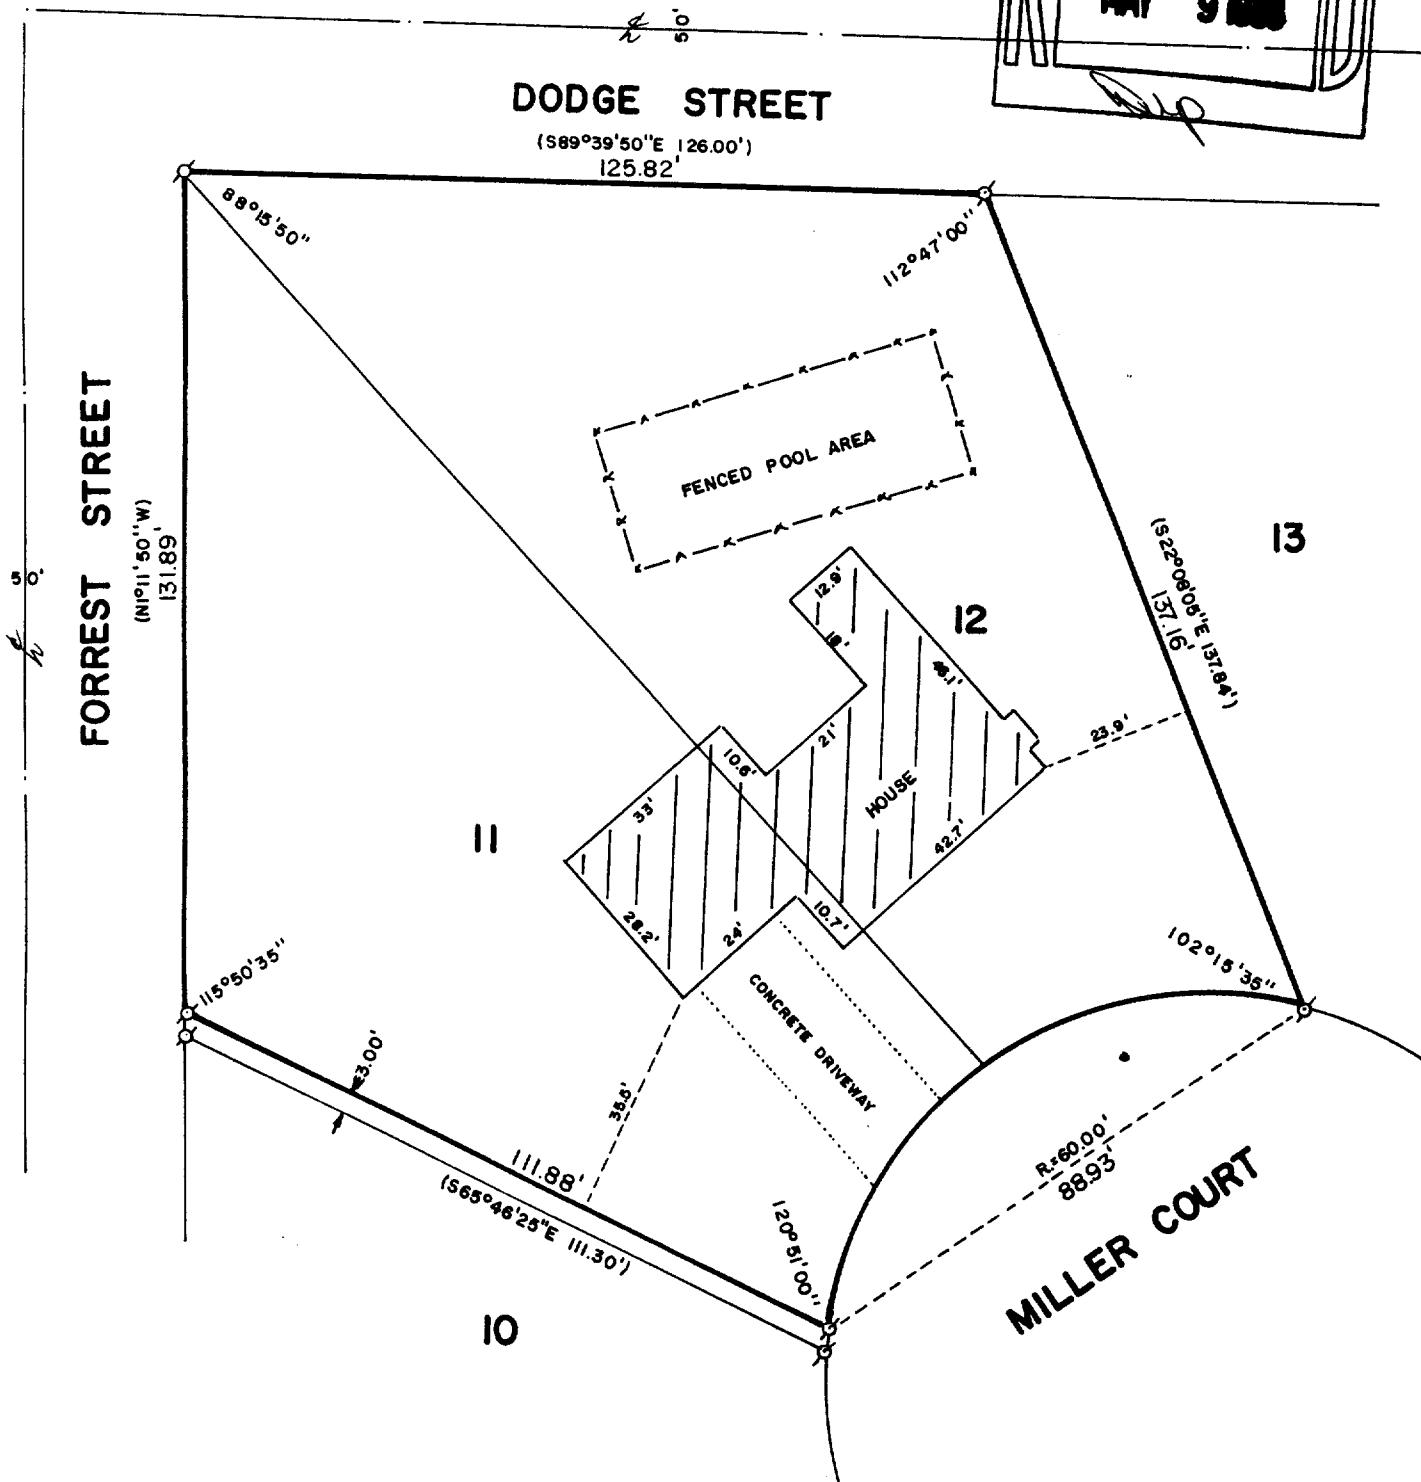 50'
MAY 9
DODGE STREET
(S89°39'50"E 126.00')
125.82'
88°15'50"
112°47'00"
FORREST STREET
(N1°11'50"W)
131.89'
50'
FENCED POOL AREA
13
(S22°08'05"E 137.84')
137.16'
12
12.9'
18'
46.1'
23.9'
21'
10.6'
HOUSE
33'
42.7'
11
28.2'
24'
10.7'
115°50'35"
102°15'35"
CONCRETE DRIVEWAY
3.00'
35.5'
111.88'
(S65°46'25"E 111.30')
120°51'00"
R=60.00'
88.93'
MILLER COURT
10